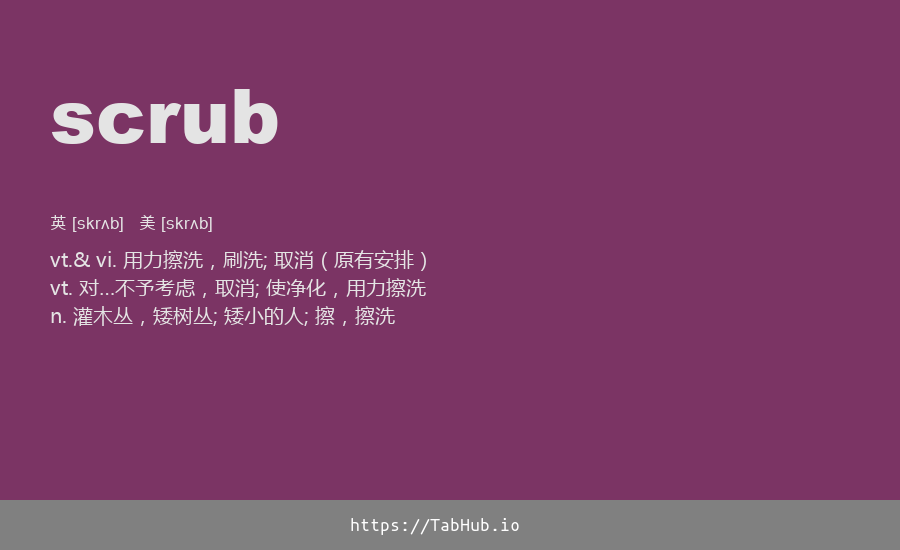 scrub
英 [skrʌb] 美 [skrʌb]
vt.& vi. 用力擦洗，刷洗; 取消（原有安排）
vt. 对…不予考虑，取消; 使净化，用力擦洗
n. 灌木丛，矮树丛; 矮小的人; 擦，擦洗
https://TabHub.io